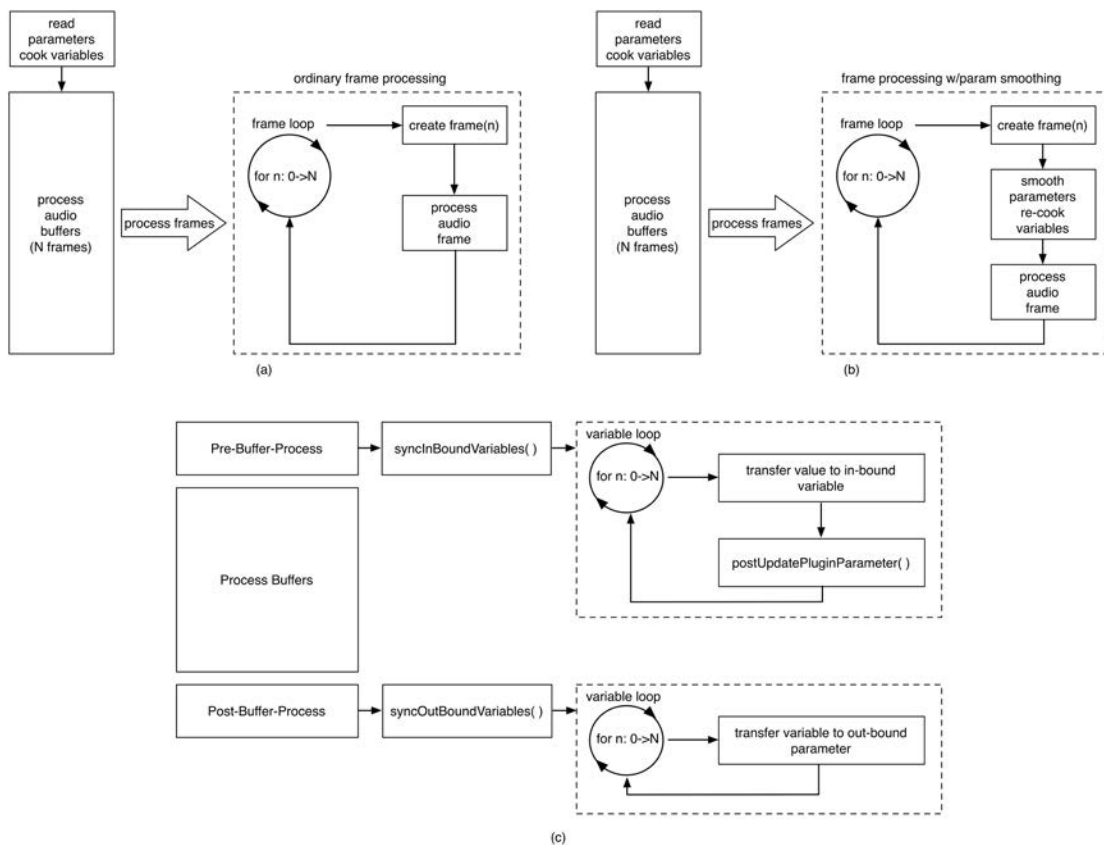 read
parameters
cook variables
process
audio
buffers
(N frames)
process frames
ordinary frame processing
frame loop
for n: 0->N
create frame(n)
process
audio
frame
(a)
read
parameters
cook variables
process
audio
buffers
(N frames)
process frames
frame processing w/param smoothing
frame loop
for n: 0->N
create frame(n)
smooth
parameters
re-cook
variables
process
audio
frame
(b)
Pre-Buffer-Process
syncInBoundVariables( )
variable loop
for n: 0->N
transfer value to in-bound
variable
postUpdatePluginParameter( )
Process Buffers
Post-Buffer-Process
syncOutBoundVariables( )
variable loop
for n: 0->N
transfer variable to out-bound
parameter
(c)